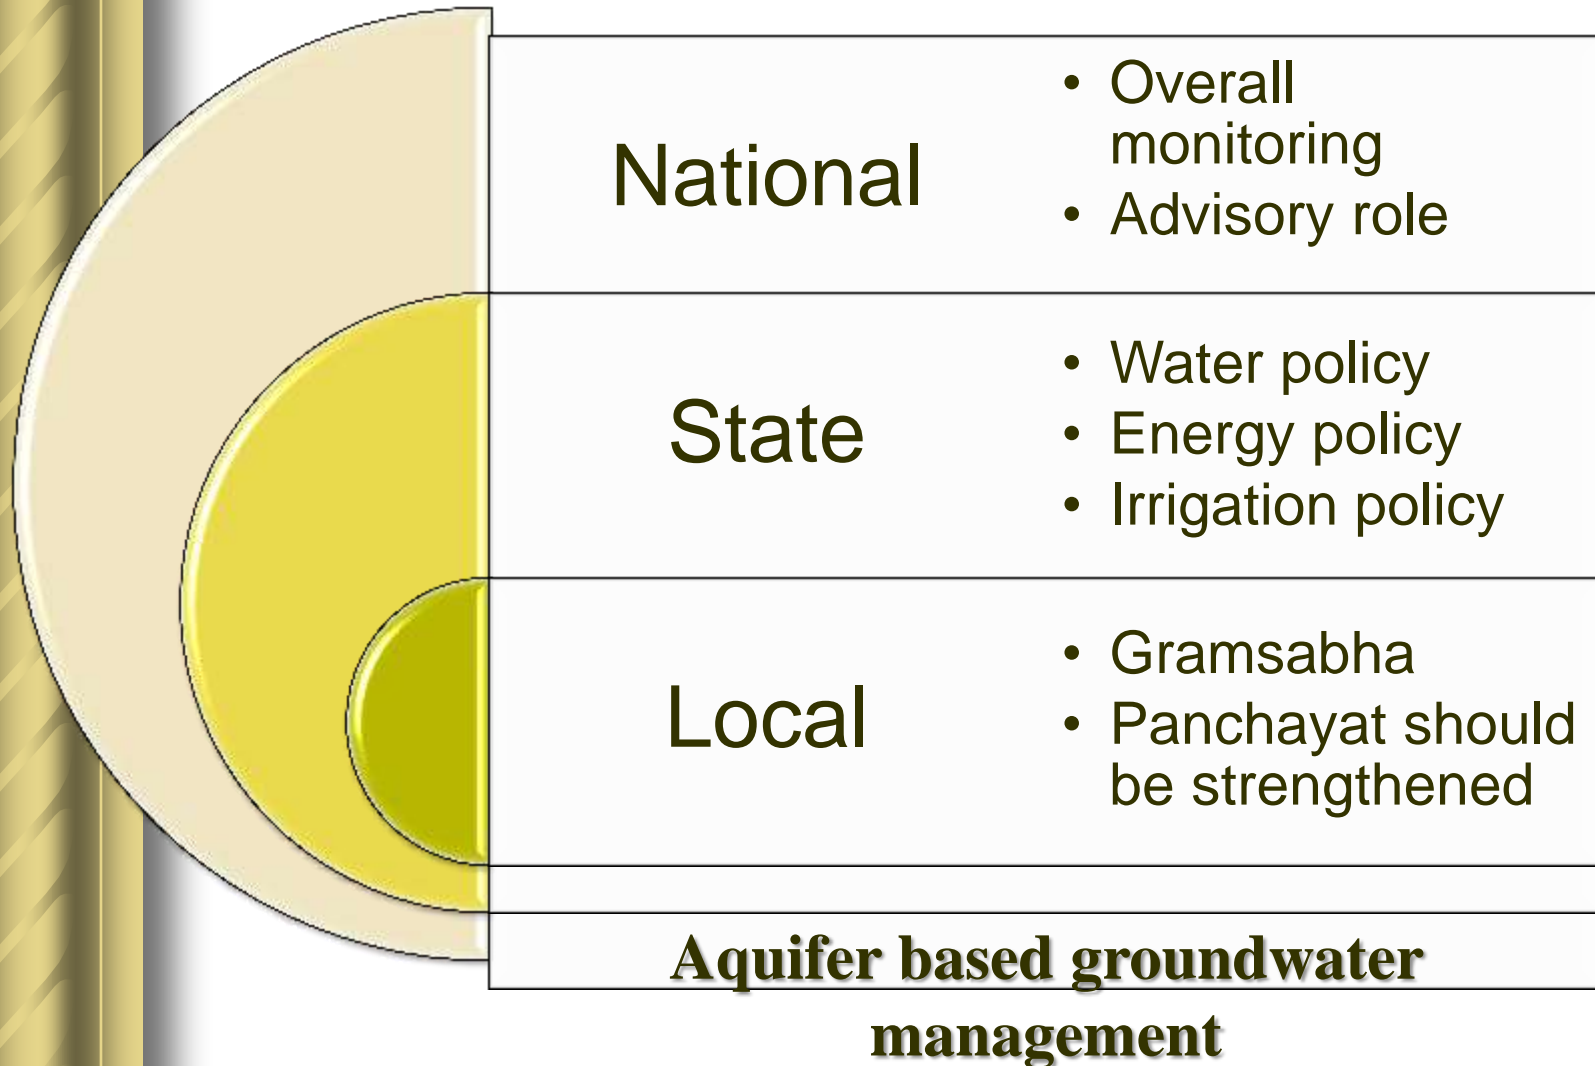 National
• Overall
monitoring
• Advisory role
State
• Water policy
• Energy policy
• Irrigation policy
Local
• Gramsabha
• Panchayat should
be strengthened
Aquifer based groundwater
management